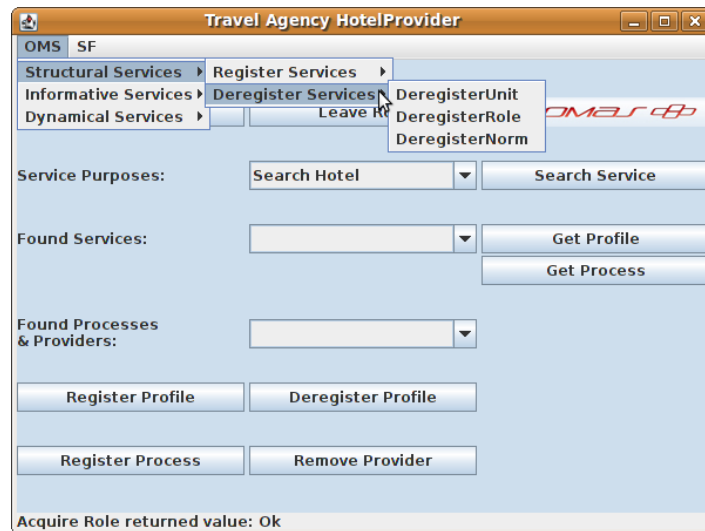 Travel Agency HotelProvider
OMS SF
Structural Services Register Services
Informative Services Deregister Services DeregisterUnit
Dynamical Services Leave DeregisterRole
DeregisterNorm
Service Purposes: Search Hotel Search Service
Found Services: Get Profile
Get Process
Found Processes
& Providers:
Register Profile Deregister Profile
Register Process Remove Provider
Acquire Role returned value: Ok